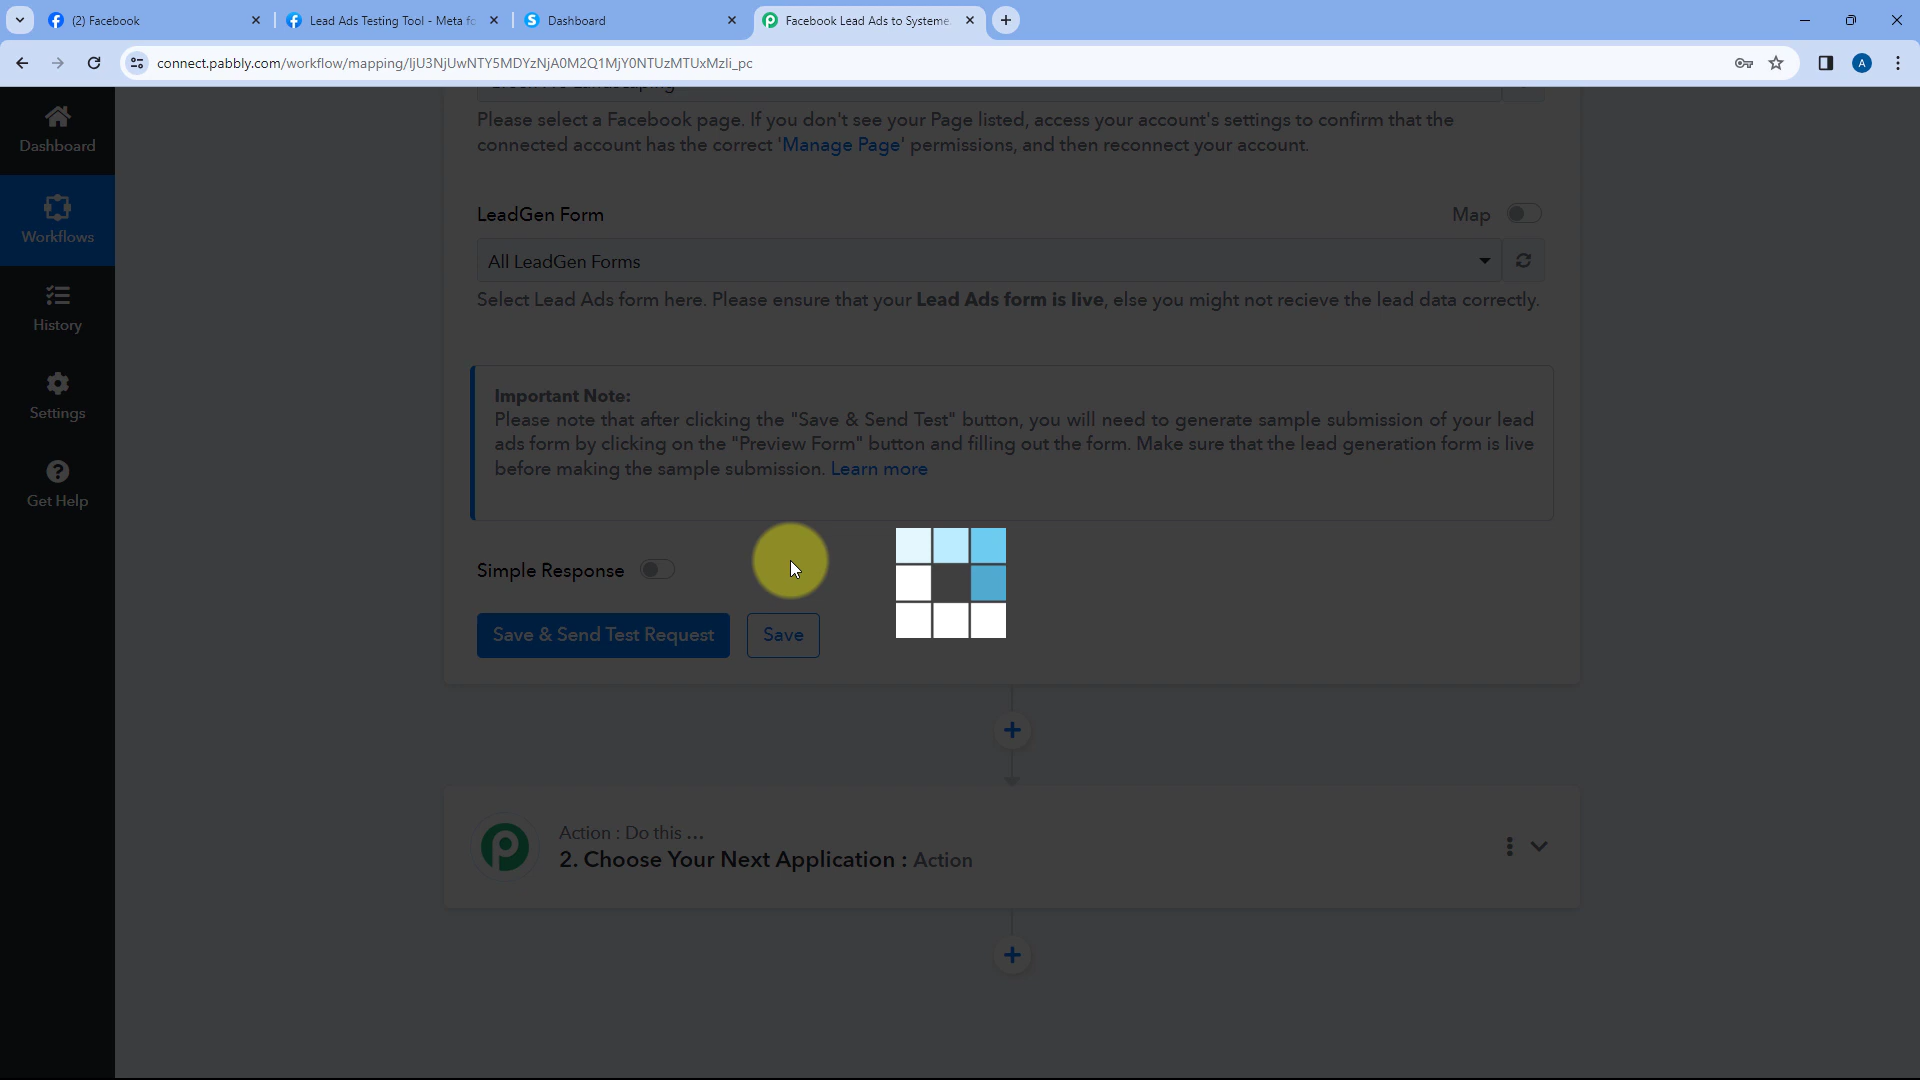 (2) Facebook
Lead Ads Testing Tool - Meta fo
Dashboard
Facebook Lead Ads to Systeme.
connect.pabbly.com/workflow/mapping/IjU3NjUwNTY5MDYzNjA0M2Q1MjY0NTUzMTUxMzIi_pc
A
Dashboard
Workflows
History
Settings
Get Help
Please select a Facebook page. If you don't see your Page listed, access your account's settings to confirm that the
connected account has the correct 'Manage Page' permissions, and then reconnect your account.
LeadGen Form
Map
All LeadGen Forms
Select Lead Ads form here. Please ensure that your Lead Ads form is live, else you might not recieve the lead data correctly.
Important Note:
Please note that after clicking the "Save & Send Test" button, you will need to generate sample submission of your lead
ads form by clicking on the "Preview Form" button and filling out the form. Make sure that the lead generation form is live
before making the sample submission. Learn more
Simple Response
Save & Send Test Request
Save
Action : Do this ...
2. Choose Your Next Application : Action